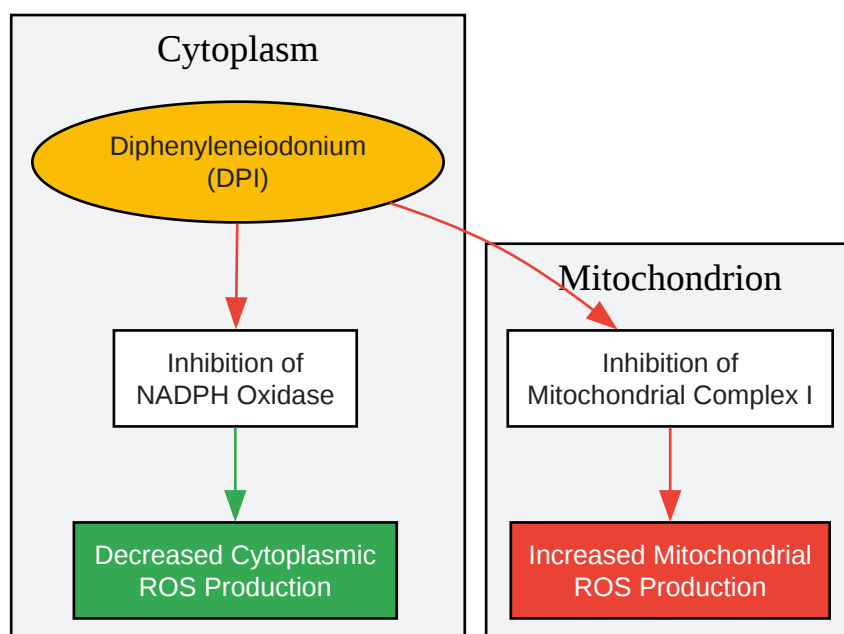 Cytoplasm
Diphenyleneiodonium
(DPI)
Inhibition of
NADPH Oxidase
Decreased Cytoplasmic
ROS Production
Mitochondrion
Inhibition of
Mitochondrial Complex I
Increased Mitochondrial
ROS Production